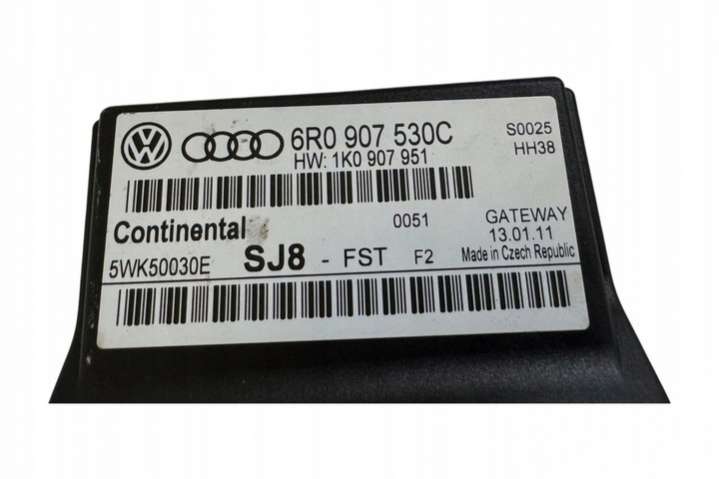 6R0 907 530C S0025
HW: 1K0 907 951 HH38
Continental 0051 GATEWAY
13.01.11
5WK50030E SJ8 - FST F2 Made in Czech Republic